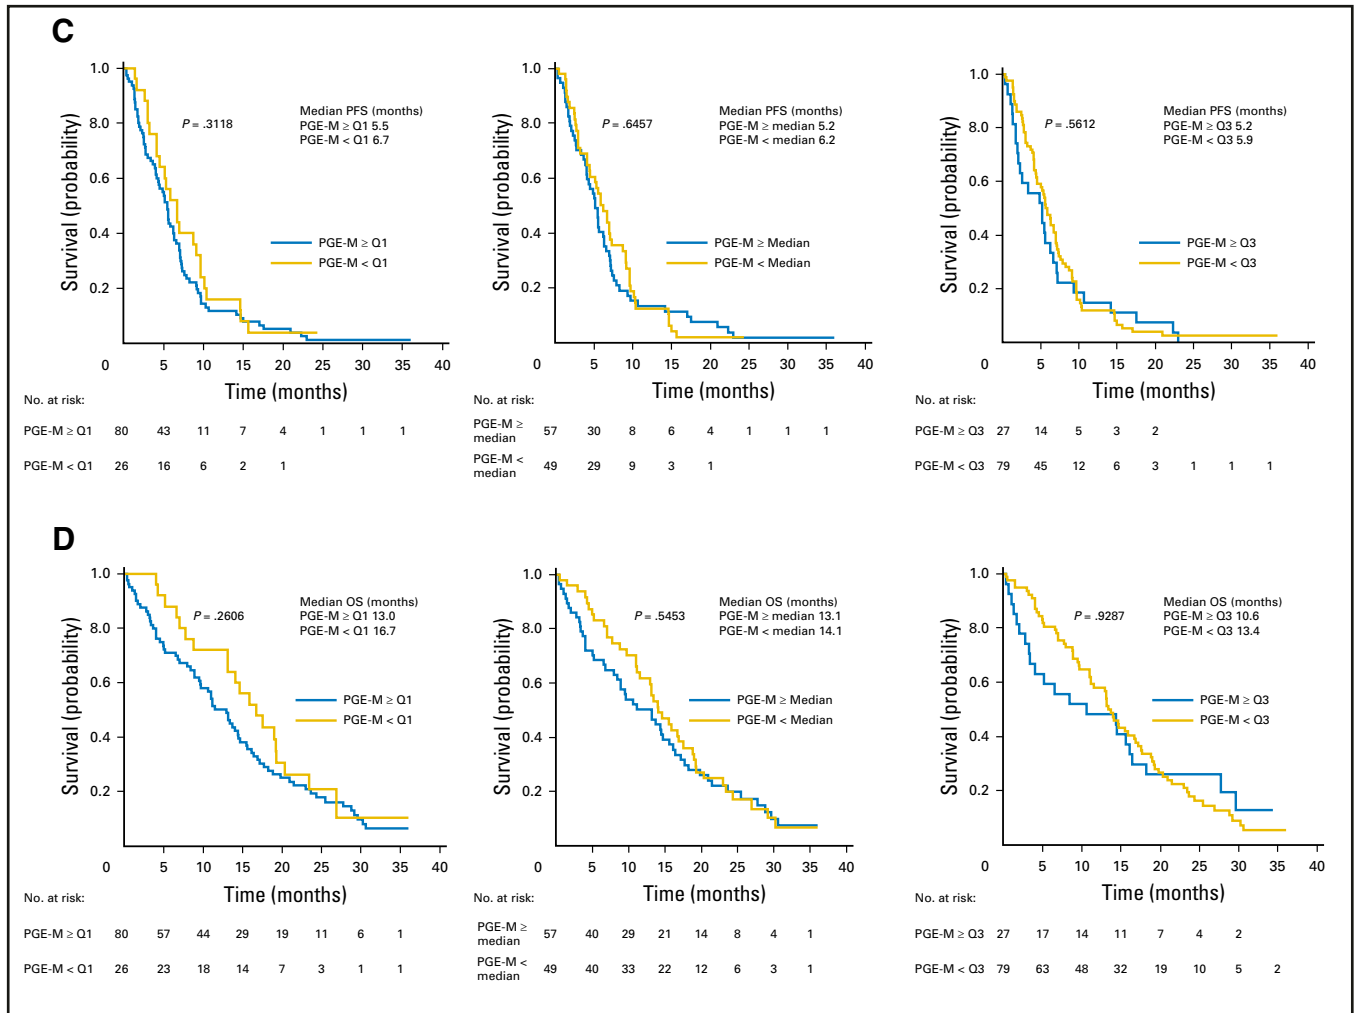 C
1.0
8.0
0.6
0.4
0.2
Survival (probability)
P = .3118
Median PFS (months)
PGE-M ≥ Q1 5.5
PGE-M < Q1 6.7
PGE-M ≥ Q1
PGE-M < Q1
0 5 10 15 20 25 30 35 40
Time (months)
No. at risk:
PGE-M ≥ Q1 80 43 11 7 4 1 1 1
PGE-M < Q1 26 16 6 2 1
1.0
8.0
0.6
0.4
0.2
Survival (probability)
P = .6457
Median PFS (months)
PGE-M ≥ median 5.2
PGE-M < median 6.2
PGE-M ≥ Median
PGE-M < Median
0 5 10 15 20 25 30 35 40
Time (months)
No. at risk:
PGE-M ≥
median 57 30 8 6 4 1 1 1
PGE-M <
median 49 29 9 3 1
1.0
8.0
0.6
0.4
0.2
Survival (probability)
P = .5612
Median PFS (months)
PGE-M ≥ Q3 5.2
PGE-M < Q3 5.9
PGE-M ≥ Q3
PGE-M < Q3
0 5 10 15 20 25 30 35 40
Time (months)
No. at risk:
PGE-M ≥ Q3 27 14 5 3 2
PGE-M < Q3 79 45 12 6 3 1 1 1
D
1.0
8.0
0.6
0.4
0.2
Survival (probability)
P = .2606
Median OS (months)
PGE-M ≥ Q1 13.0
PGE-M < Q1 16.7
PGE-M ≥ Q1
PGE-M < Q1
0 5 10 15 20 25 30 35 40
Time (months)
No. at risk:
PGE-M ≥ Q1 80 57 44 29 19 11 6 1
PGE-M < Q1 26 23 18 14 7 3 1 1
1.0
8.0
0.6
0.4
0.2
Survival (probability)
P = .5453
Median OS (months)
PGE-M ≥ median 13.1
PGE-M < median 14.1
PGE-M ≥ Median
PGE-M < Median
0 5 10 15 20 25 30 35 40
Time (months)
No. at risk:
PGE-M ≥
median 57 40 29 21 14 8 4 1
PGE-M <
median 49 40 33 22 12 6 3 1
1.0
8.0
0.6
0.4
0.2
Survival (probability)
P = .9287
Median OS (months)
PGE-M ≥ Q3 10.6
PGE-M < Q3 13.4
PGE-M ≥ Q3
PGE-M < Q3
0 5 10 15 20 25 30 35 40
Time (months)
No. at risk:
PGE-M ≥ Q3 27 17 14 11 7 4 2
PGE-M < Q3 79 63 48 32 19 10 5 2